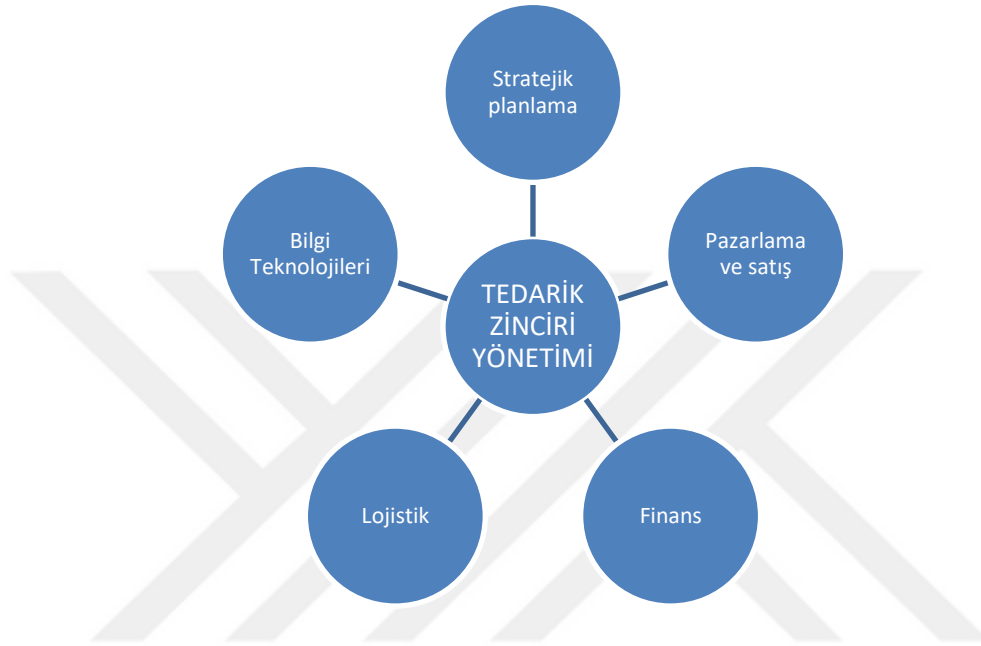 Stratejik
planlama
Bilgi
Teknolojileri
Pazarlama
ve satış
TEDARİK
ZİNCİRİ
YÖNETİMİ
Lojistik
Finans